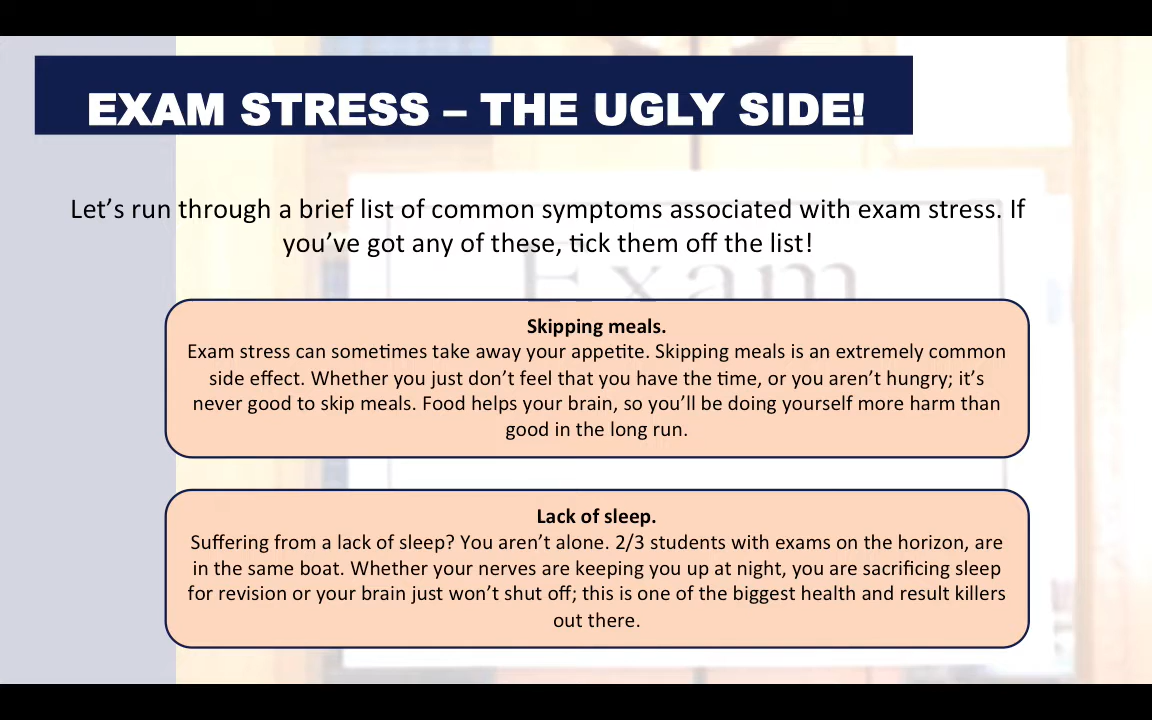 EXAM STRESS – THE UGLY SIDE!
Let’s run through a brief list of common symptoms associated with exam stress. If
you’ve got any of these, tick them off the list!
Exam
Skipping meals.
Exam stress can sometimes take away your appetite. Skipping meals is an extremely common
side effect. Whether you just don’t feel that you have the time, or you aren’t hungry; it’s
never good to skip meals. Food helps your brain, so you’ll be doing yourself more harm than
good in the long run.
Lack of sleep.
Suffering from a lack of sleep? You aren’t alone. 2/3 students with exams on the horizon, are
in the same boat. Whether your nerves are keeping you up at night, you are sacrificing sleep
for revision or your brain just won’t shut off; this is one of the biggest health and result killers
out there.